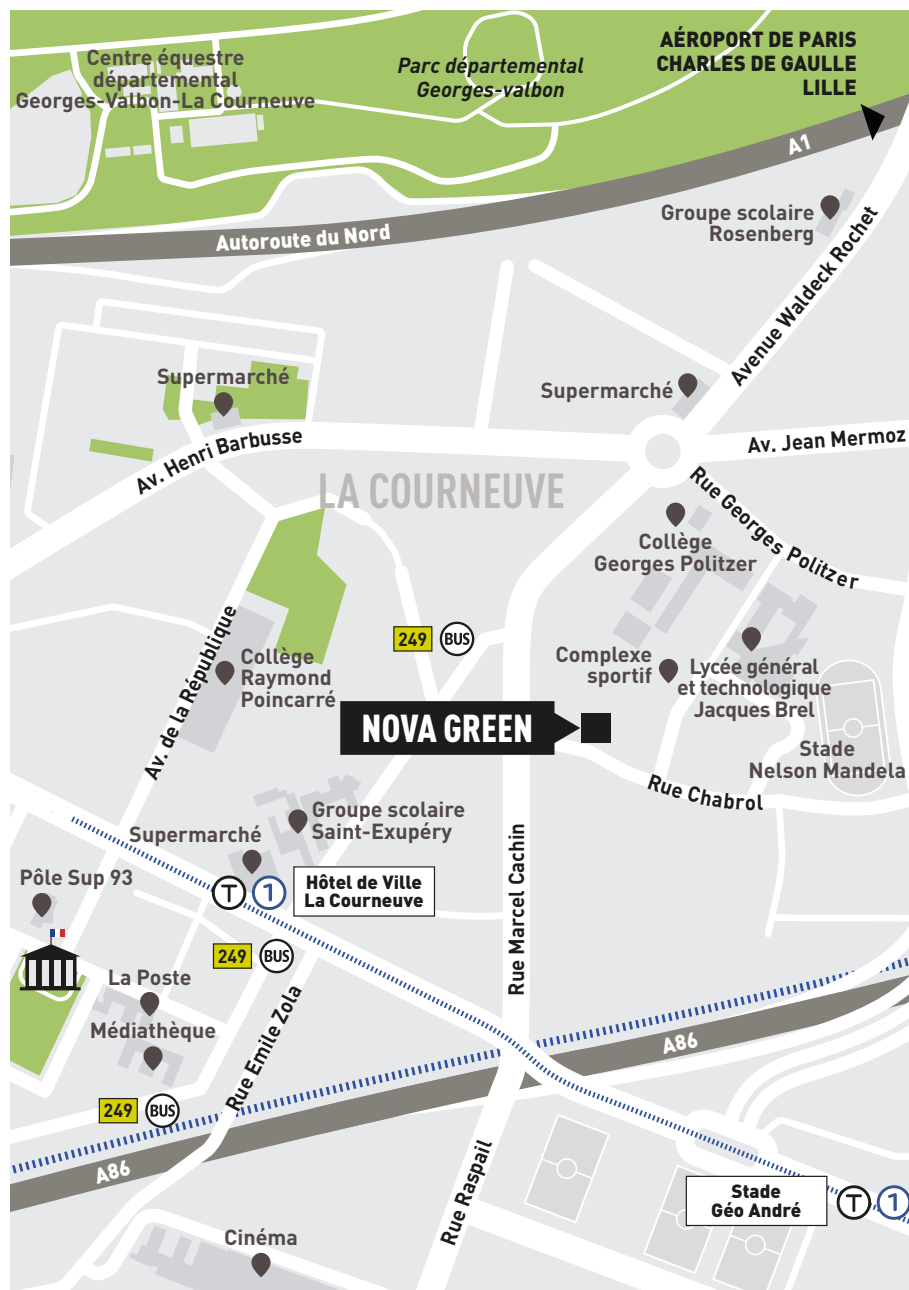 Centre équestre
départemental
Georges-Valbon-La Courneuve
Parc départemental
Georges-valbon
AÉROPORT DE PARIS
CHARLES DE GAULLE
LILLE
A1
Autoroute du Nord
Groupe scolaire
Rosenberg
Avenue Waldeck Rochet
Supermarché
Supermarché
Av. Henri Barbusse
Av. Jean Mermoz
LA COURNEUVE
Rue Georges Politzer
Collège
Georges Politzer
249 BUS
Av. de la République
Collège
Raymond
Poincarré
Complexe
sportif
Lycée général
et technologique
Jacques Brel
NOVA GREEN
Stade
Nelson Mandela
Rue Chabrol
Groupe scolaire
Saint-Exupéry
Supermarché
Pôle Sup 93
T 1
Hôtel de Ville
La Courneuve
Rue Marcel Cachin
249 BUS
La Poste
Médiathèque
Rue Emile Zola
A86
249 BUS
A86
Rue Raspail
Stade
Géo André
T 1
Cinéma